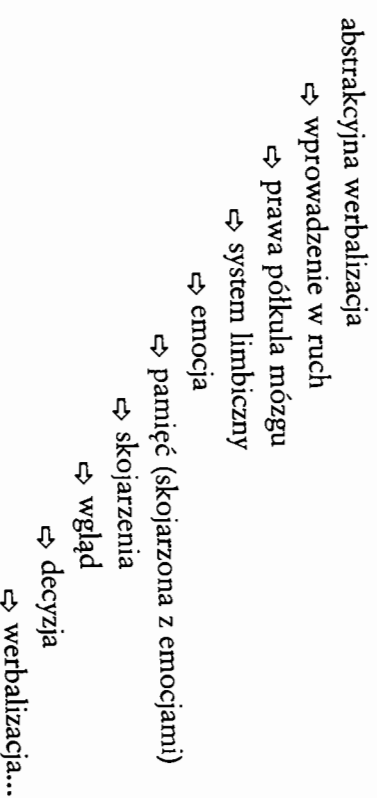 abstrakcyjna werbalizacja
⇨ wprowadzenie w ruch
⇨ prawa półkula mózgu
⇨ system limbiczny
⇨ emocja
⇨ pamięć (skojarzona z emocjami)
⇨ skojarzenia
⇨ wgląd
⇨ decyzja
⇨ werbalizacja...